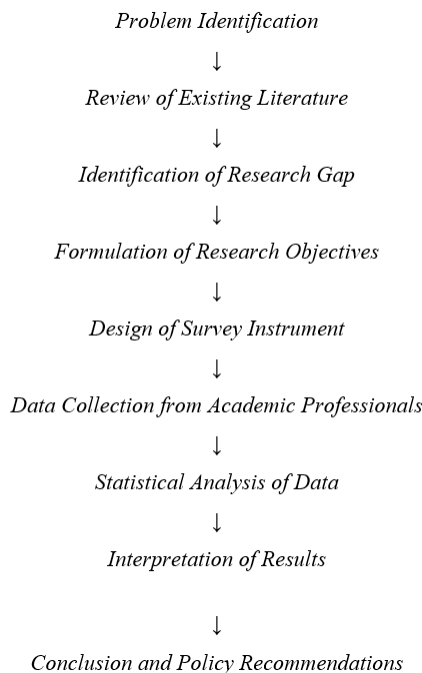 Problem Identification
↓
Review of Existing Literature
↓
Identification of Research Gap
↓
Formulation of Research Objectives
↓
Design of Survey Instrument
↓
Data Collection from Academic Professionals
↓
Statistical Analysis of Data
↓
Interpretation of Results
↓
Conclusion and Policy Recommendations